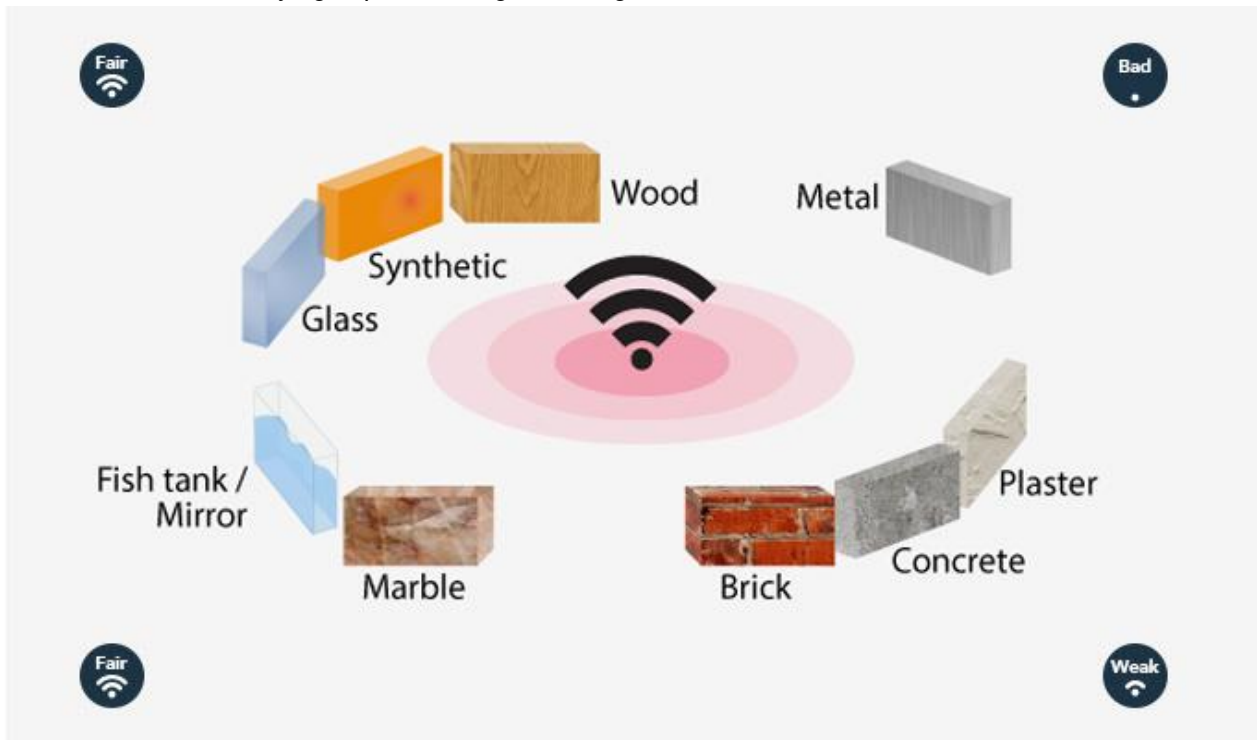 Fair
Bad
Wood
Metal
Synthetic
Glass
Fish tank /
Mirror
Plaster
Concrete
Marble
Brick
Fair
Weak